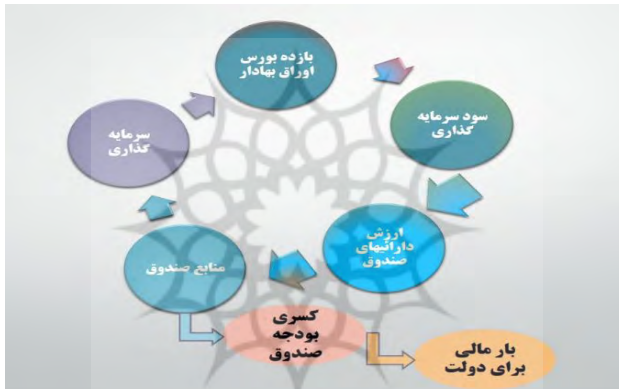 بازده بورس
اوراق بهادار
سود سرمایه
گذاری
ارزش
دارائیهای
صندوق
منابع صندوق
سرمایه
گذاری
کسری
بودجه
صندوق
بار مالی
برای دولت